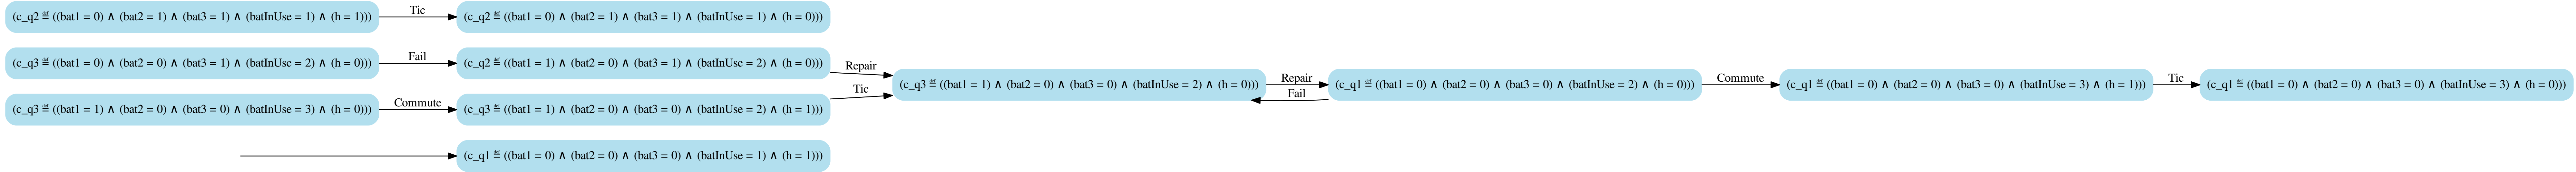 (c_q2 ≝ ((bat1 = 0) ∧ (bat2 = 1) ∧ (bat3 = 1) ∧ (batInUse = 1) ∧ (h = 1)))
Tic
(c_q2 ≝ ((bat1 = 0) ∧ (bat2 = 1) ∧ (bat3 = 1) ∧ (batInUse = 1) ∧ (h = 0)))
(c_q3 ≝ ((bat1 = 0) ∧ (bat2 = 0) ∧ (bat3 = 1) ∧ (batInUse = 2) ∧ (h = 0)))
Fail
(c_q2 ≝ ((bat1 = 1) ∧ (bat2 = 0) ∧ (bat3 = 1) ∧ (batInUse = 2) ∧ (h = 0)))
Repair
(c_q3 ≝ ((bat1 = 1) ∧ (bat2 = 0) ∧ (bat3 = 0) ∧ (batInUse = 3) ∧ (h = 0)))
Commute
(c_q3 ≝ ((bat1 = 1) ∧ (bat2 = 0) ∧ (bat3 = 0) ∧ (batInUse = 2) ∧ (h = 1)))
Tic
(c_q3 ≝ ((bat1 = 1) ∧ (bat2 = 0) ∧ (bat3 = 0) ∧ (batInUse = 2) ∧ (h = 0)))
Repair
Fail
(c_q1 ≝ ((bat1 = 0) ∧ (bat2 = 0) ∧ (bat3 = 0) ∧ (batInUse = 2) ∧ (h = 0)))
Commute
(c_q1 ≝ ((bat1 = 0) ∧ (bat2 = 0) ∧ (bat3 = 0) ∧ (batInUse = 3) ∧ (h = 1)))
Tic
(c_q1 ≝ ((bat1 = 0) ∧ (bat2 = 0) ∧ (bat3 = 0) ∧ (batInUse = 3) ∧ (h = 0)))
(c_q1 ≝ ((bat1 = 0) ∧ (bat2 = 0) ∧ (bat3 = 0) ∧ (batInUse = 1) ∧ (h = 1)))